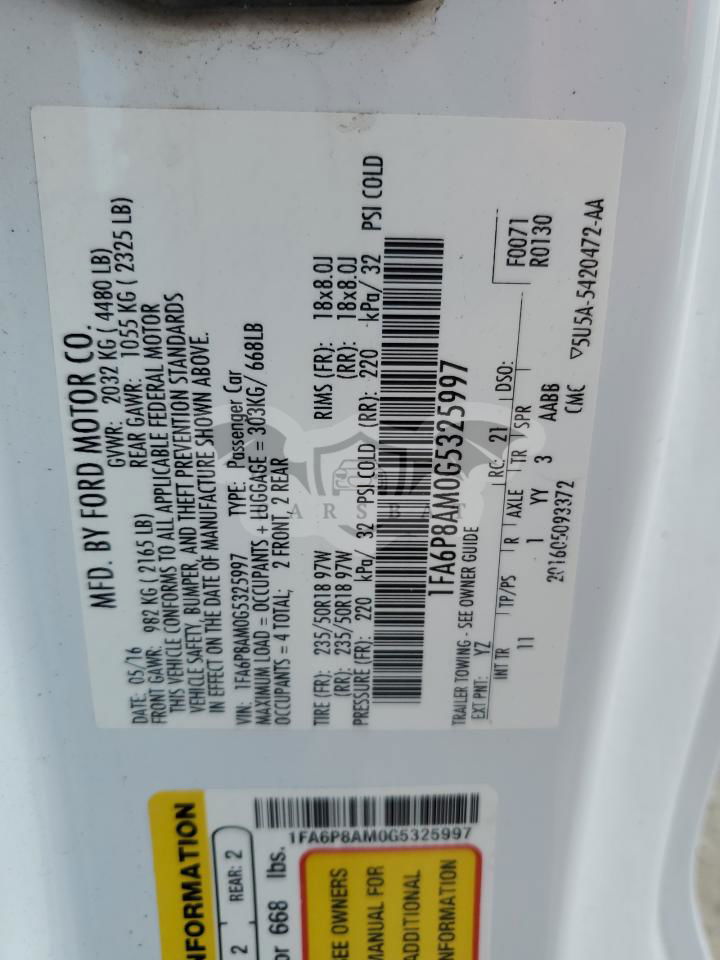 MFD. BY FORD MOTOR CO.
DATE: 05/16 GVWR: 2032 KG ( 4480 LB)
FRONT GAWR: 982 KG ( 2165 LB) REAR GAWR: 1055 KG ( 2325 LB)
THIS VEHICLE CONFORMS TO ALL APPLICABLE FEDERAL MOTOR
VEHICLE SAFETY, BUMPER, AND THEFT PREVENTION STANDARDS
IN EFFECT ON THE DATE OF MANUFACTURE SHOWN ABOVE.
VIN: 1FA6P8AM0G5325997 TYPE: Passenger Car
MAXIMUM LOAD = OCCUPANTS + LUGGAGE = 303KG/ 668LB
OCCUPANTS = 4 TOTAL; 2 FRONT, 2 REAR
TIRE (FR): 235/50R18 97W RIMS (FR): 18x8.0J
(RR): 235/50R18 97W (RR): 18x8.0J
PRESSURE (FR): 220 kPa/ 32 PSI COLD (RR): 220 kPa/ 32 PSI COLD
1FA6P8AM0G5325997
TRAILER TOWING - SEE OWNER GUIDE
EXT PNT: YZ RC: 21 DSO:
INT TR TP/PS R AXLE TR SPR F0071
11 1 YY 3 AABB R0130
201605093372 CMC
▽5U5A-5420472-AA
CARSBAT
NFORMATION
2 REAR: 2
or 668 lbs.
1FA6P8AM0G5325997
SEE OWNERS
MANUAL FOR
ADDITIONAL
INFORMATION